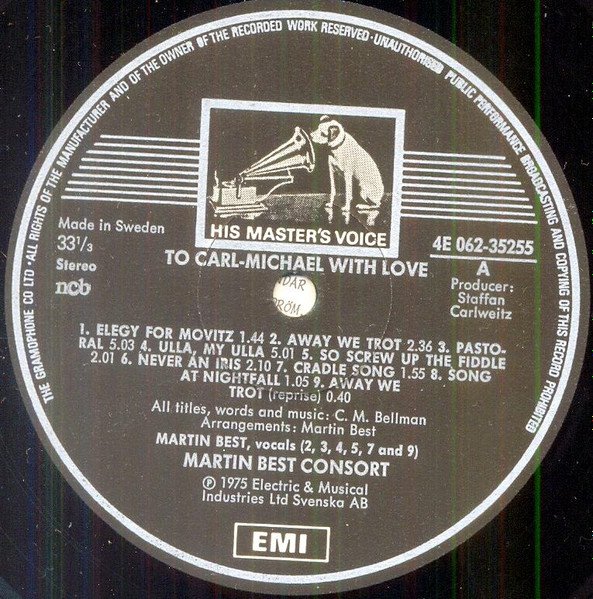 THE GRAMOPHONE CO LTD · ALL RIGHTS OF THE MANUFACTURER AND OF THE OWNER OF THE RECORDED WORK RESERVED · UNAUTHORISED PUBLIC PERFORMANCE BROADCASTING AND COPYING OF THIS RECORD PROHIBITED
HIS MASTER'S VOICE
Made in Sweden
33 1/3
Stereo
ncb
4E 062-35255
A
Producer:
Staffan
Carlweitz
TO CARL-MICHAEL WITH LOVE
DAR
DRÖM
1. ELEGY FOR MOVITZ 1.44 2. AWAY WE TROT 2.36 3. PASTO-
RAL 5.03 4. ULLA, MY ULLA 5.01 5. SO SCREW UP THE FIDDLE
2.01 6. NEVER AN IRIS 2.10 7. CRADLE SONG 1.55 8. SONG
AT NIGHTFALL 1.05 9. AWAY WE
TROT (reprise) 0.40
All titles, words and music: C. M. Bellman
Arrangements: Martin Best
MARTIN BEST, vocals (2, 3, 4, 5, 7 and 9)
MARTIN BEST CONSORT
Ⓟ 1975 Electric & Musical
Industries Ltd Svenska AB
EMI